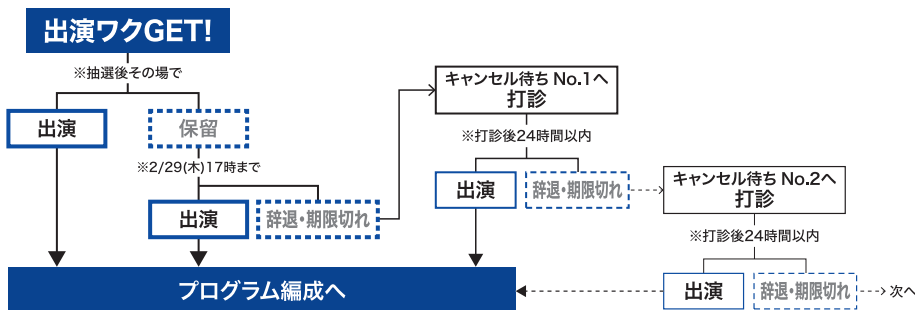 出演ワクGET!
※抽選後その場で
出演
保留
※2/29(木)17時まで
出演
辞退・期限切れ
キャンセル待ち No.1へ
打診
※打診後24時間以内
出演
辞退・期限切れ
キャンセル待ち No.2へ
打診
※打診後24時間以内
出演
辞退・期限切れ
次へ
プログラム編成へ